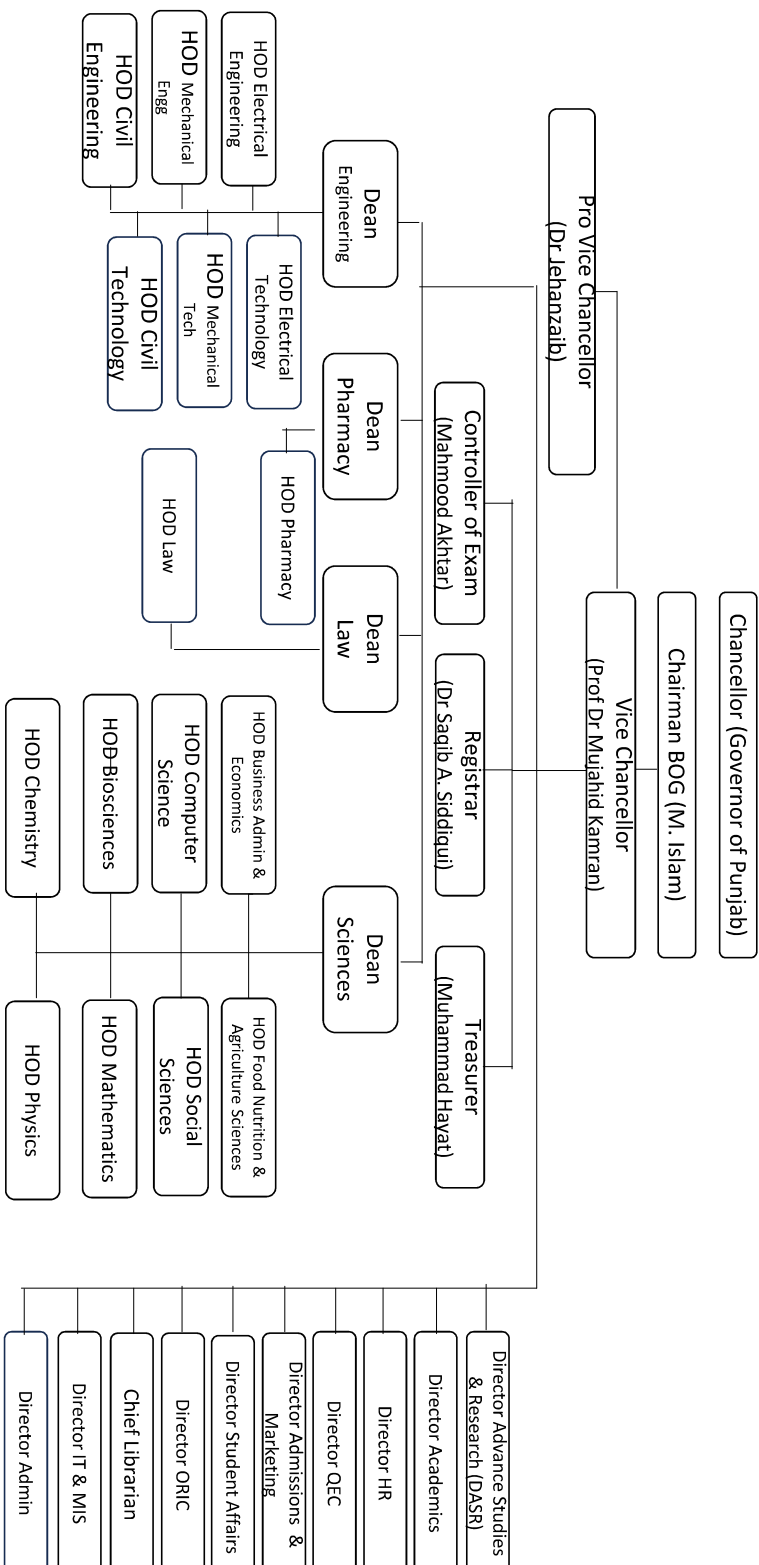 Chancellor (Governor of Punjab)
Chairman BOG (M. Islam)
Vice Chancellor
(Prof Dr Mujahid Kamran)
Pro Vice Chancellor
(Dr Jehanzaib)
Controller of Exam
(Mahmood Akhtar)
Registrar
(Dr Saqib A. Siddiqui)
Treasurer
(Muhammad Hayat)
Dean
Engineering
Dean
Pharmacy
Dean
Law
Dean
Sciences
HOD Electrical
Engineering
HOD Mechanical
Engg
HOD Civil
Engineering
HOD Electrical
Technology
HOD Mechanical
Tech
HOD Civil
Technology
HOD Pharmacy
HOD Law
HOD Business Admin &
Economics
HOD Computer
Science
HOD Biosciences
HOD Chemistry
HOD Food Nutrition &
Agriculture Sciences
HOD Social
Sciences
HOD Mathematics
HOD Physics
Director Advance Studies
& Research (DASR)
Director Academics
Director HR
Director QEC
Director Admissions &
Marketing
Director Student Affairs
Director ORIC
Chief Librarian
Director IT & MIS
Director Admin